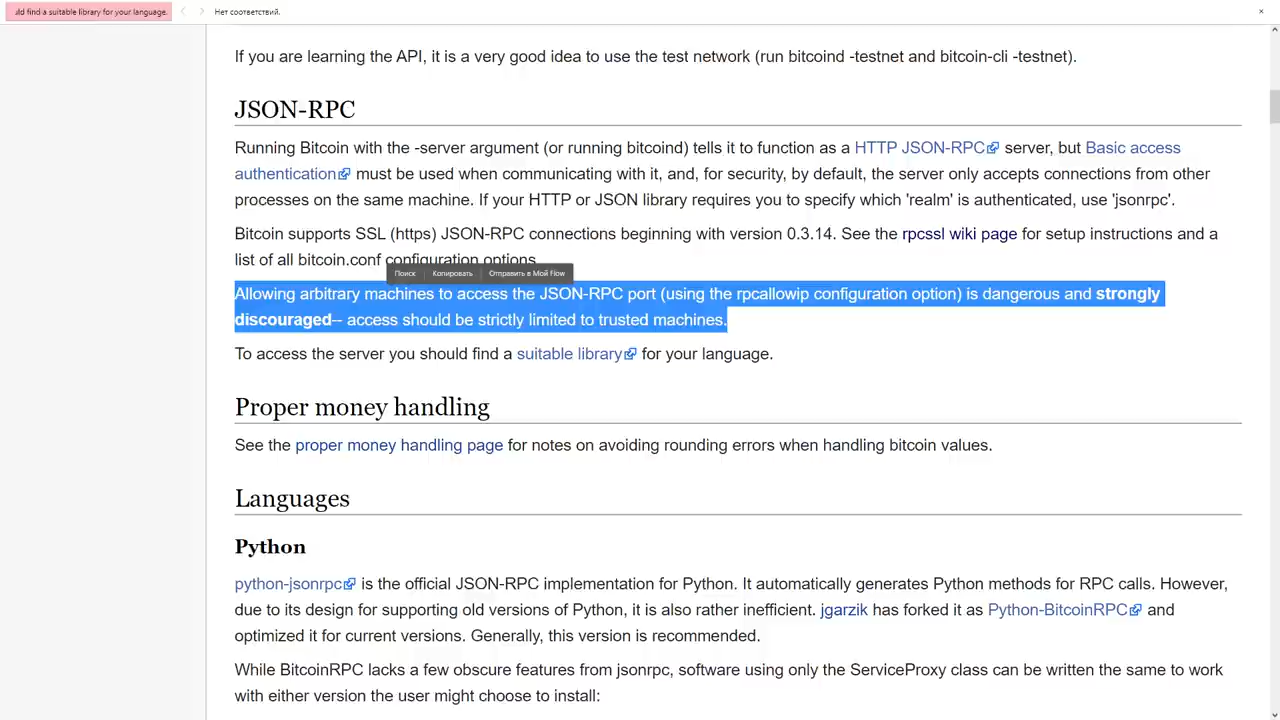 ıld find a suitable library for your language.
Нет соответствий.
If you are learning the API, it is a very good idea to use the test network (run bitcoind -testnet and bitcoin-cli -testnet).
JSON-RPC
Running Bitcoin with the -server argument (or running bitcoind) tells it to function as a HTTP JSON-RPC server, but Basic access
authentication must be used when communicating with it, and, for security, by default, the server only accepts connections from other
processes on the same machine. If your HTTP or JSON library requires you to specify which 'realm' is authenticated, use 'jsonrpc'.
Bitcoin supports SSL (https) JSON-RPC connections beginning with version 0.3.14. See the rpcssl wiki page for setup instructions and a
list of all bitcoin.conf configuration options.
Поиск
Копировать
Отправить в Мой Flow
Allowing arbitrary machines to access the JSON-RPC port (using the rpcallowip configuration option) is dangerous and strongly
discouraged-- access should be strictly limited to trusted machines.
To access the server you should find a suitable library for your language.
Proper money handling
See the proper money handling page for notes on avoiding rounding errors when handling bitcoin values.
Languages
Python
python-jsonrpc is the official JSON-RPC implementation for Python. It automatically generates Python methods for RPC calls. However,
due to its design for supporting old versions of Python, it is also rather inefficient. jgarzik has forked it as Python-BitcoinRPC and
optimized it for current versions. Generally, this version is recommended.
While BitcoinRPC lacks a few obscure features from jsonrpc, software using only the ServiceProxy class can be written the same to work
with either version the user might choose to install: